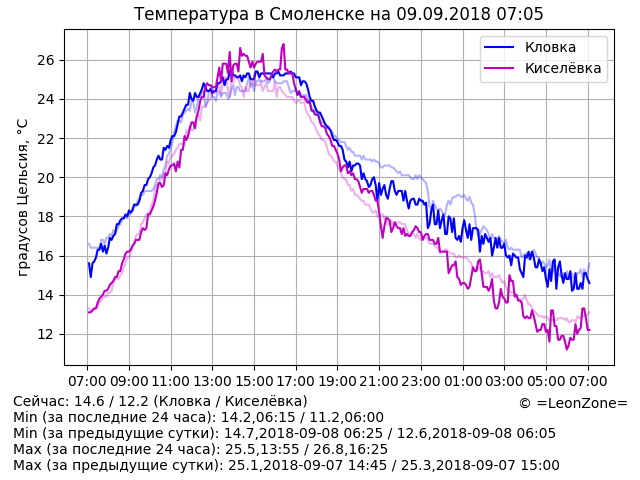 Температура в Смоленске на 09.09.2018 07:05
Кловка
Киселёвка
градусов Цельсия, °C
26
24
22
20
18
16
14
12
07:00 09:00 11:00 13:00 15:00 17:00 19:00 21:00 23:00 01:00 03:00 05:00 07:00
Сейчас: 14.6 / 12.2 (Кловка / Киселёвка)
© =LeonZone=
Min (за последние 24 часа): 14.2,06:15 / 11.2,06:00
Min (за предыдущие сутки): 14.7,2018-09-08 06:25 / 12.6,2018-09-08 06:05
Max (за последние 24 часа): 25.5,13:55 / 26.8,16:25
Max (за предыдущие сутки): 25.1,2018-09-07 14:45 / 25.3,2018-09-07 15:00